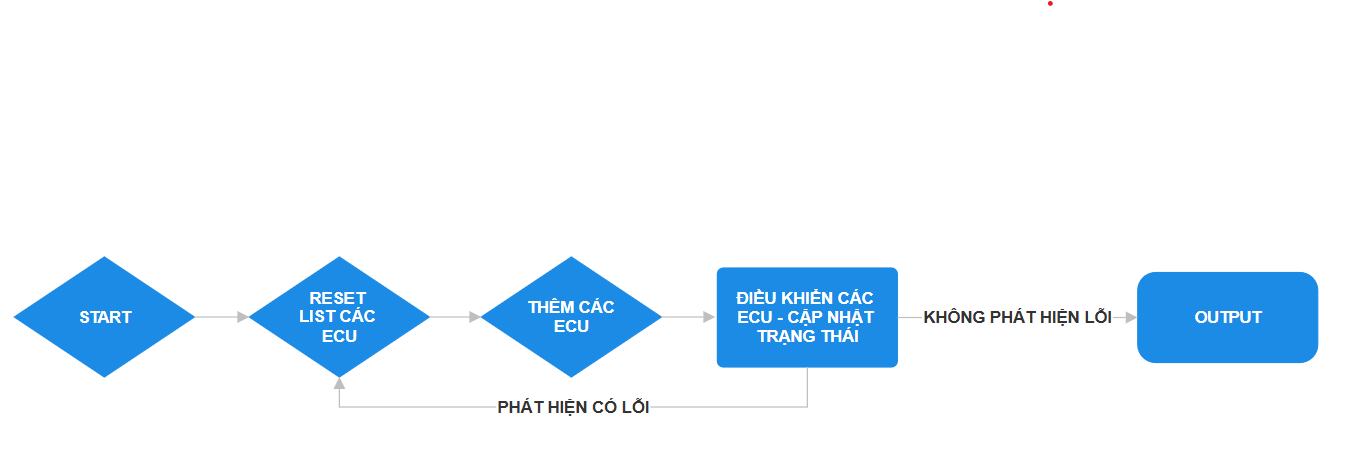 START
RESET
LIST CÁC
ECU
THÊM CÁC
ECU
ĐIỀU KHIỂN CÁC
ECU - CẬP NHẬT
TRẠNG THÁI
KHÔNG PHÁT HIỆN LỖI
OUTPUT
PHÁT HIỆN CÓ LỖI